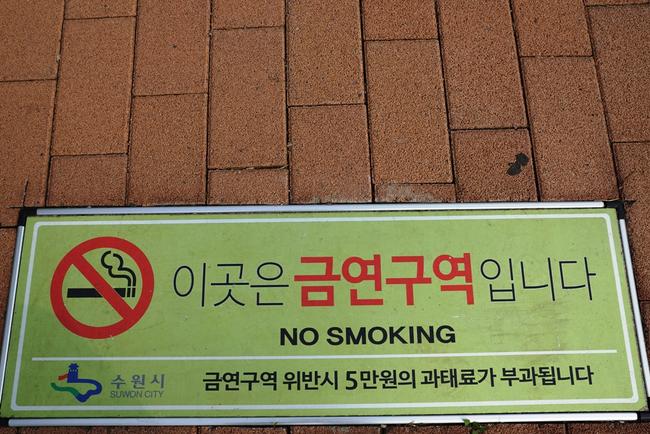 이곳은 금연구역입니다
NO SMOKING
수원시
SUWON CITY
금연구역 위반시 5만원의 과태료가 부과됩니다